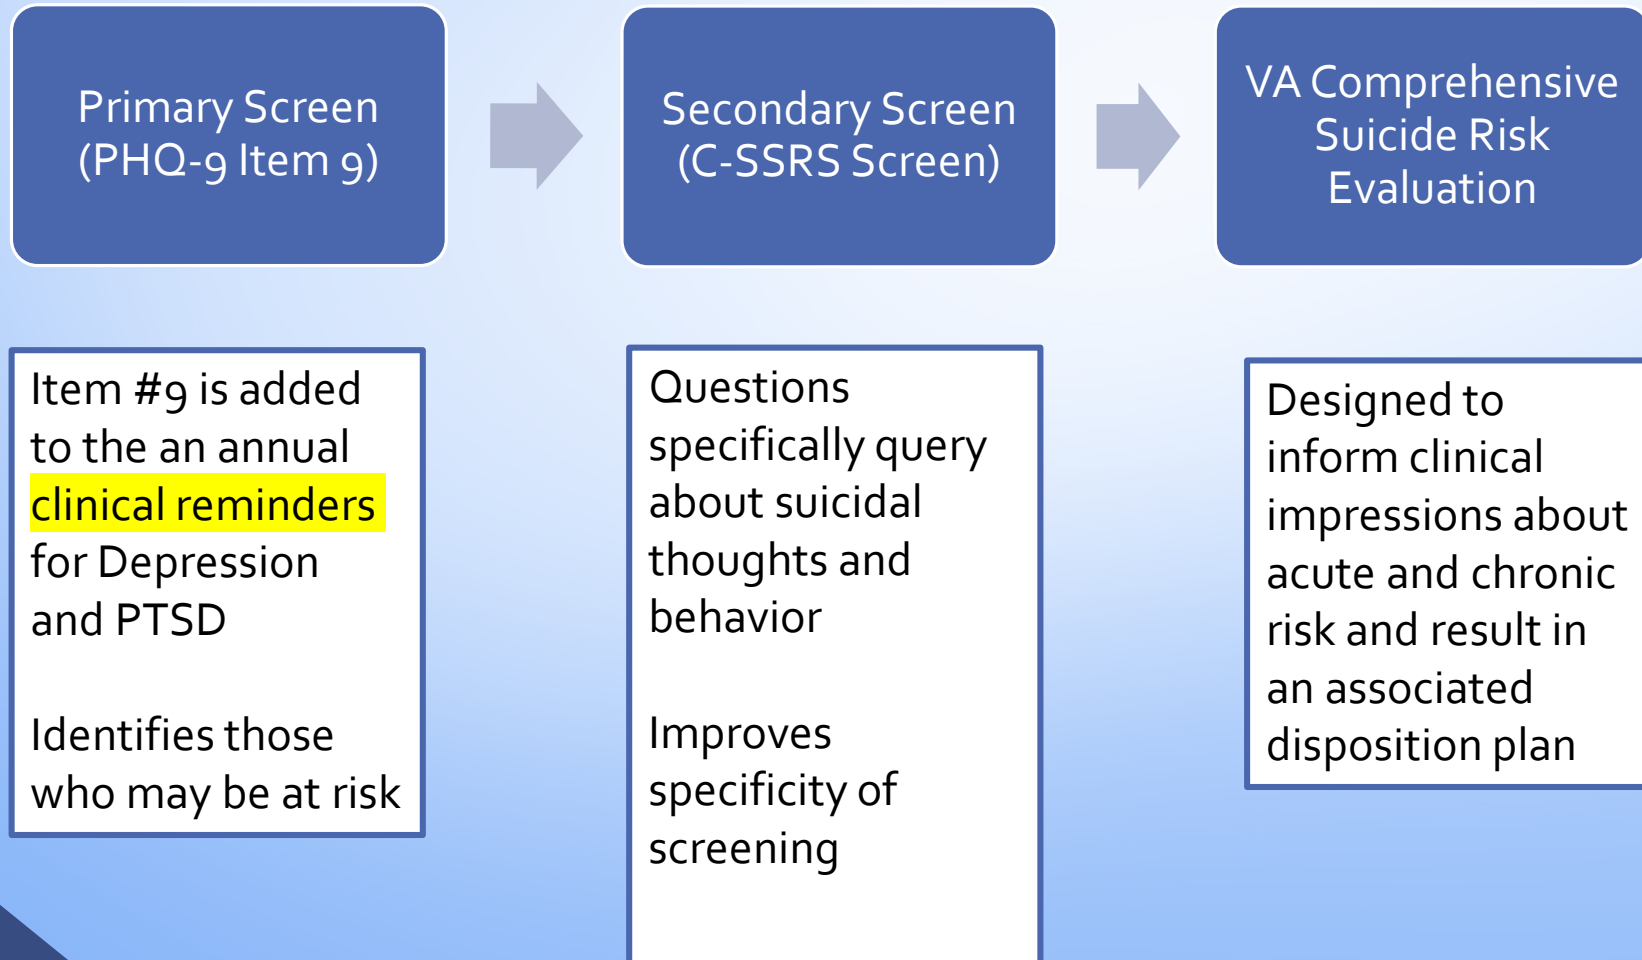 Primary Screen
(PHQ-9 Item 9)
Secondary Screen
(C-SSRS Screen)
VA Comprehensive
Suicide Risk
Evaluation
Item #9 is added
to the an annual
clinical reminders
for Depression
and PTSD
Identifies those
who may be at risk
Questions
specifically query
about suicidal
thoughts and
behavior
Improves
specificity of
screening
Designed to
inform clinical
impressions about
acute and chronic
risk and result in
an associated
disposition plan